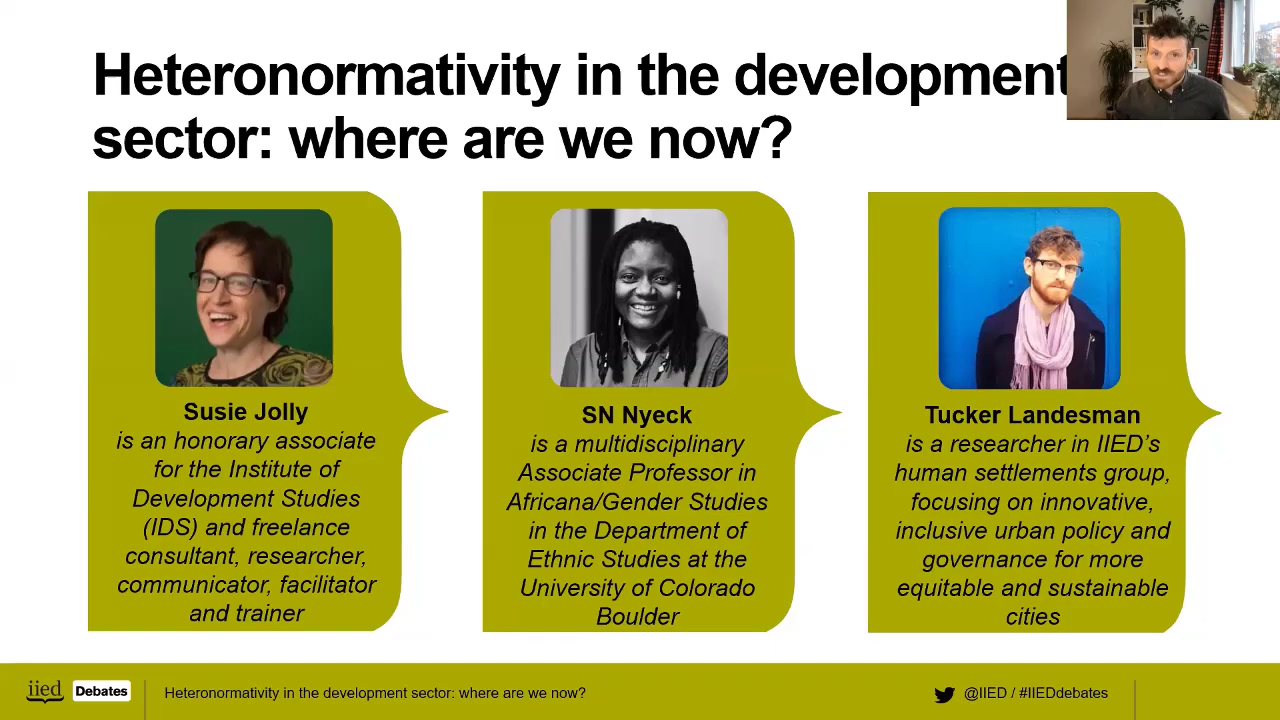 Heteronormativity in the development
sector: where are we now?
Susie Jolly
is an honorary associate
for the Institute of
Development Studies
(IDS) and freelance
consultant, researcher,
communicator, facilitator
and trainer
SN Nyeck
is a multidisciplinary
Associate Professor in
Africana/Gender Studies
in the Department of
Ethnic Studies at the
University of Colorado
Boulder
Tucker Landesman
is a researcher in IIED’s
human settlements group,
focusing on innovative,
inclusive urban policy and
governance for more
equitable and sustainable
cities
iied Debates Heteronormativity in the development sector: where are we now? @IIED / #IIEDdebates